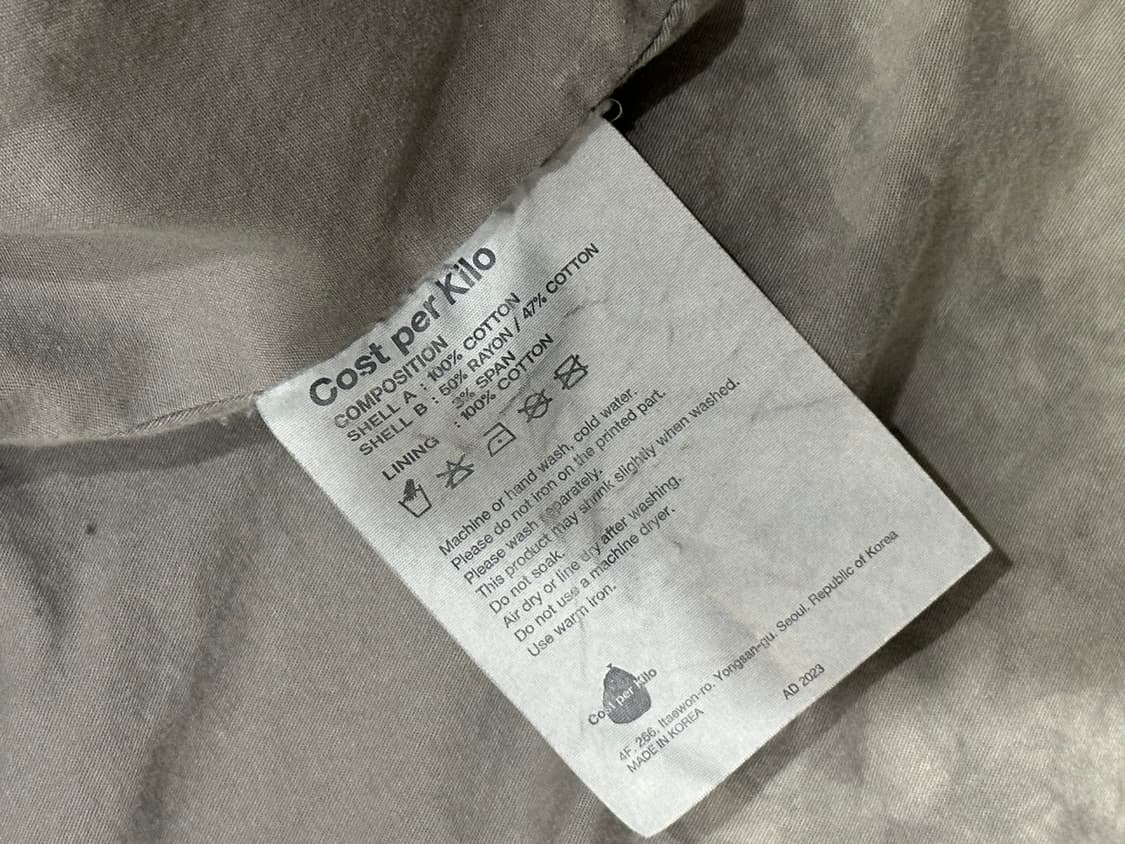 Cost per Kilo
COMPOSITION
SHELL A : 100% COTTON
SHELL B : 50% RAYON / 47% COTTON
3% SPAN
LINING : 100% COTTON
Machine or hand wash, cold water.
Please do not iron on the printed part.
Please wash separately.
This product may shrink slightly when washed.
Do not soak.
Air dry or line dry after washing.
Do not use a machine dryer.
Use warm iron.
Cost per Kilo
4F, 266, Itaewon-ro, Yongsan-gu, Seoul, Republic of Korea
MADE IN KOREA
AD 2023